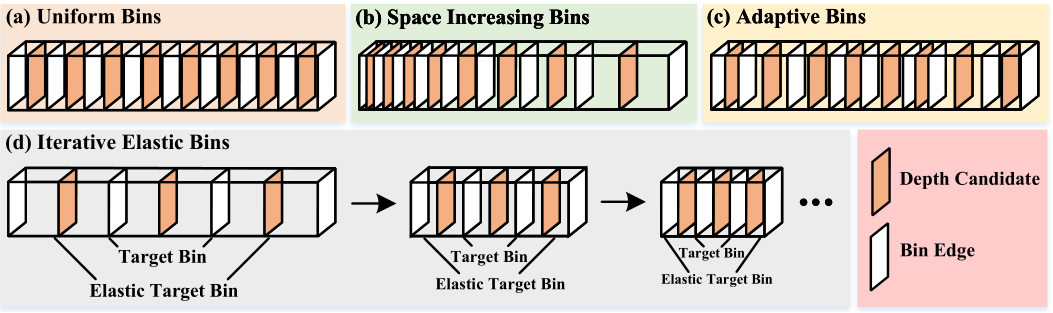 (a) Uniform Bins
(b) Space Increasing Bins
(c) Adaptive Bins
(d) Iterative Elastic Bins
Target Bin
Elastic Target Bin
Target Bin
Elastic Target Bin
Target Bin
Elastic Target Bin
Depth Candidate
Bin Edge